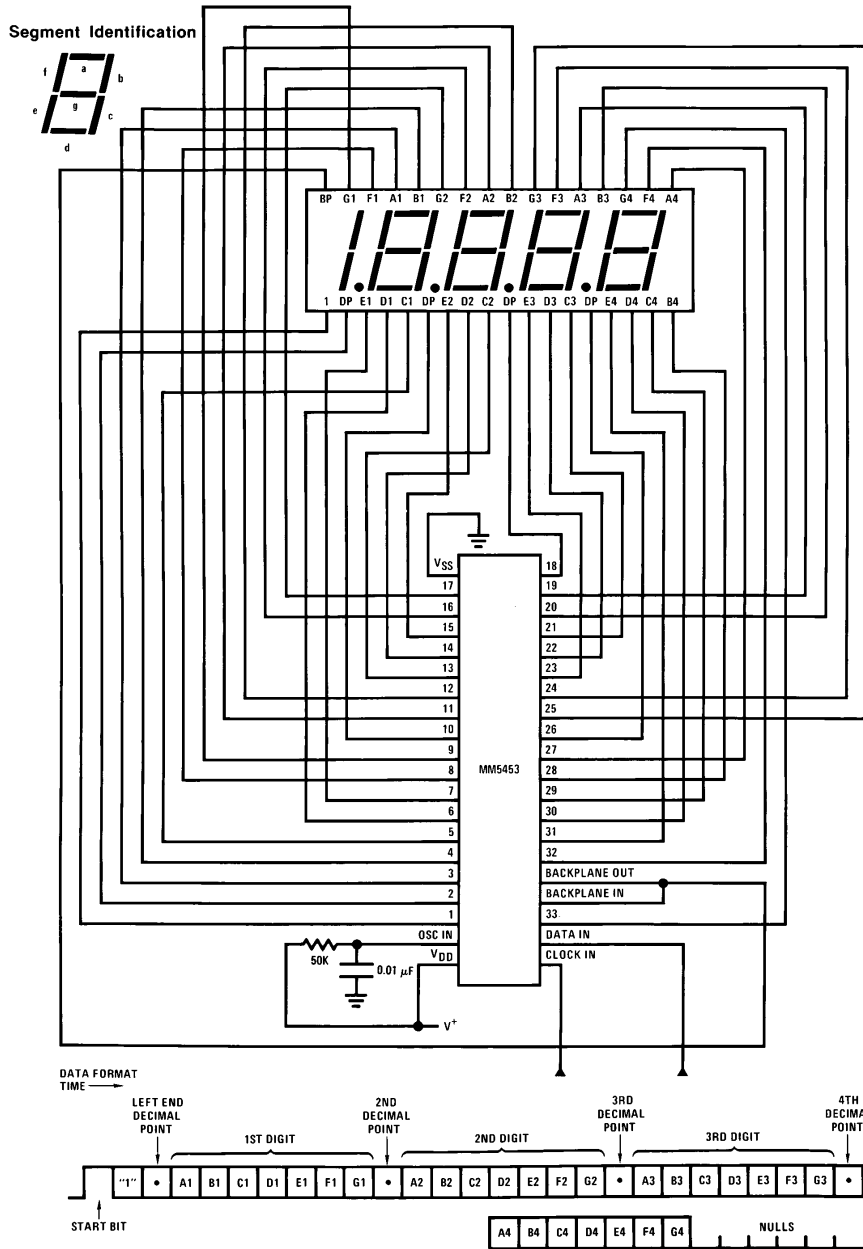 Segment Identification
a
f
b
g
e
c
d
BP G1 F1 A1 B1 G2 F2 A2 B2 G3 F3 A3 B3 G4 F4 A4
1 DP E1 D1 C1 DP E2 D2 C2 DP E3 D3 C3 DP E4 D4 C4 B4
VSS 18
17 19
16 20
15 21
14 22
13 23
12 24
11 25
10 26
9 27
MM5453
8 28
7 29
6 30
5 31
4 32
3 BACKPLANE OUT
2 BACKPLANE IN
1 33
OSC IN DATA IN
VDD CLOCK IN
50K
0.01 μF
V+
DATA FORMAT
TIME
LEFT END
DECIMAL
POINT
1ST DIGIT
2ND
DECIMAL
POINT
2ND DIGIT
3RD
DECIMAL
POINT
3RD DIGIT
4TH
POINT
"1" • A1 B1 C1 D1 E1 F1 G1 • A2 B2 C2 D2 E2 F2 G2 • A3 B3 C3 D3 E3 F3 G3 •
START BIT
A4 B4 C4 D4 E4 F4 G4 NULLS